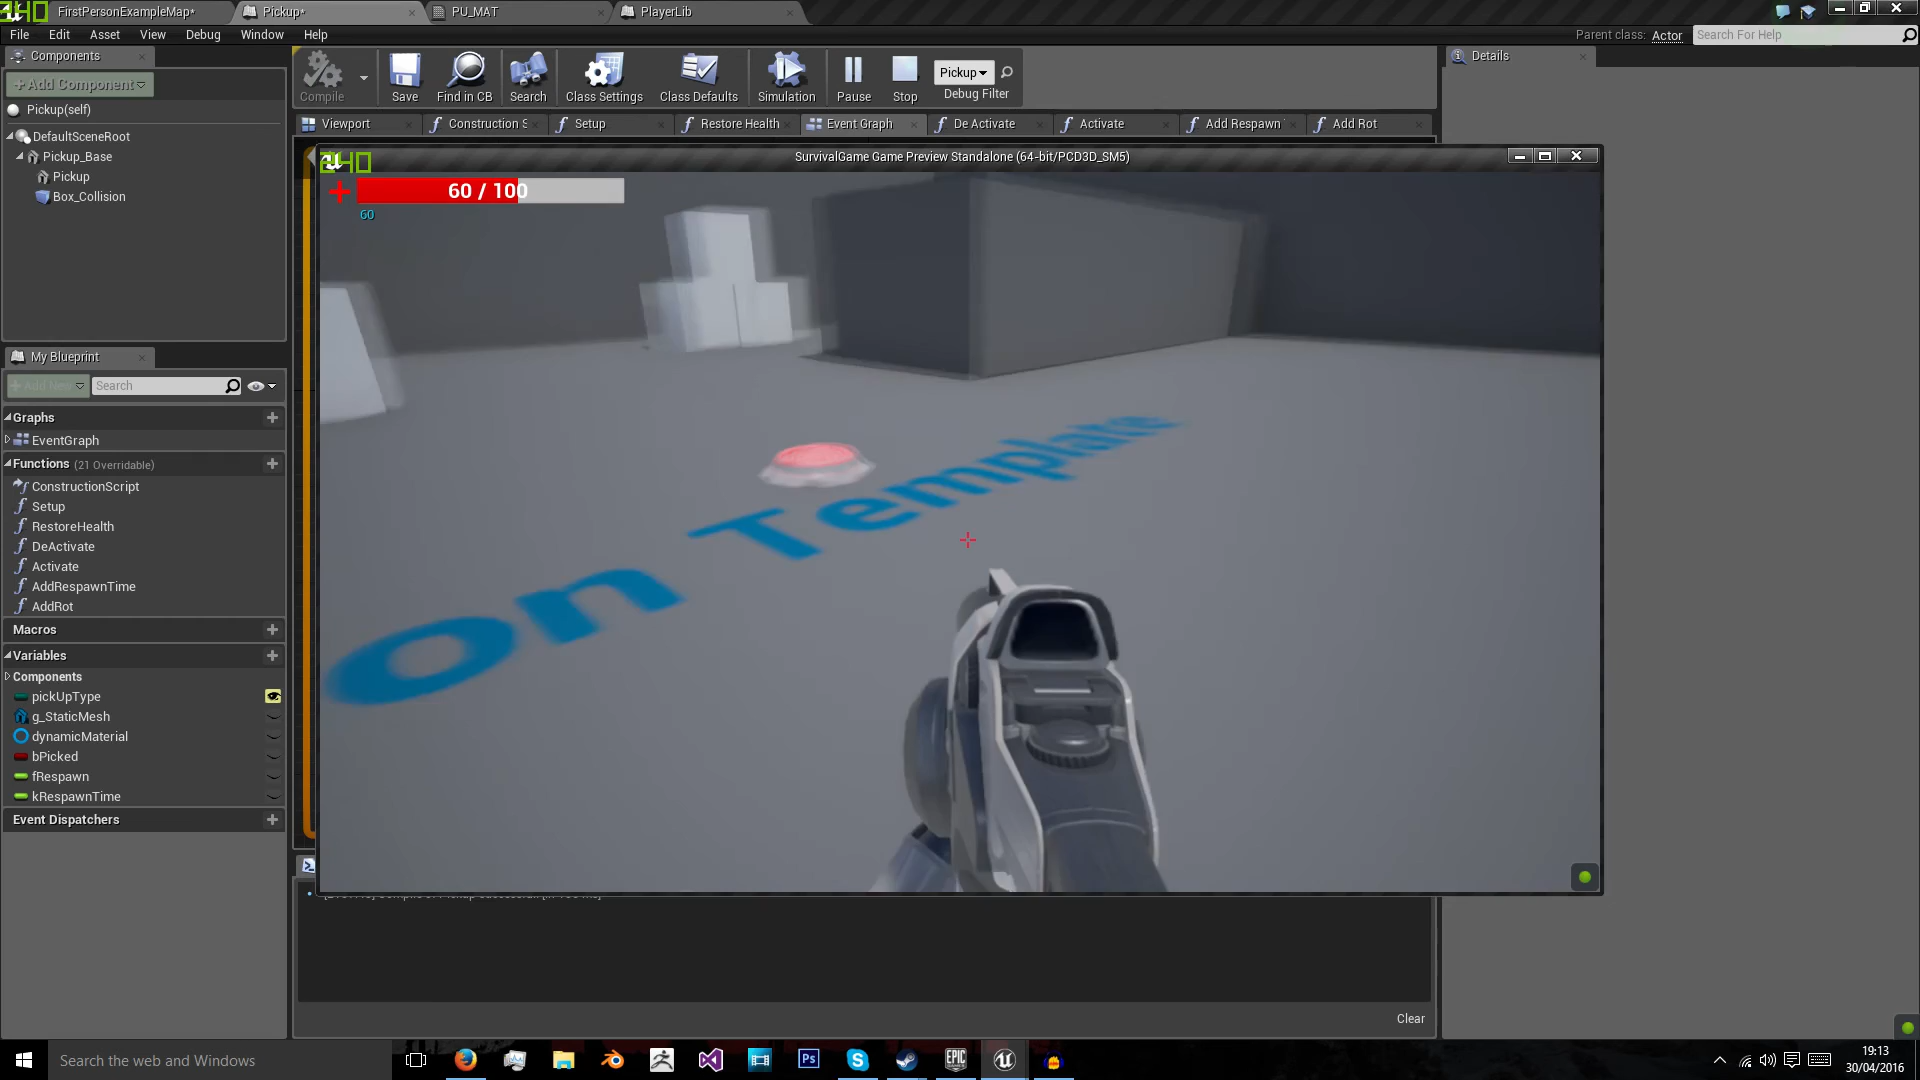 240
FirstPersonExampleMap*
Pickup*
PU_MAT
PlayerLib
File Edit Asset View Debug Window Help
Parent class: Actor
Search For Help
Components
+Add Component
Pickup(self)
DefaultSceneRoot
Pickup_Base
Pickup
Box_Collision
Compile
Save
Find in CB
Search
Class Settings
Class Defaults
Simulation
Pause
Stop
Pickup
Debug Filter
Details
Viewport
Construction S
Setup
Restore Health
Event Graph
De Activate
Activate
Add Respawn
Add Rot
240
SurvivalGame Game Preview Standalone (64-bit/PCD3D_SM5)
60 / 100
60
on Template
My Blueprint
Search
Graphs
EventGraph
Functions (21 Overridable)
ConstructionScript
Setup
RestoreHealth
DeActivate
Activate
AddRespawnTime
AddRot
Macros
Variables
Components
pickUpType
g_StaticMesh
dynamicMaterial
bPicked
fRespawn
kRespawnTime
Event Dispatchers
Clear
Search the web and Windows
19:13
30/04/2016